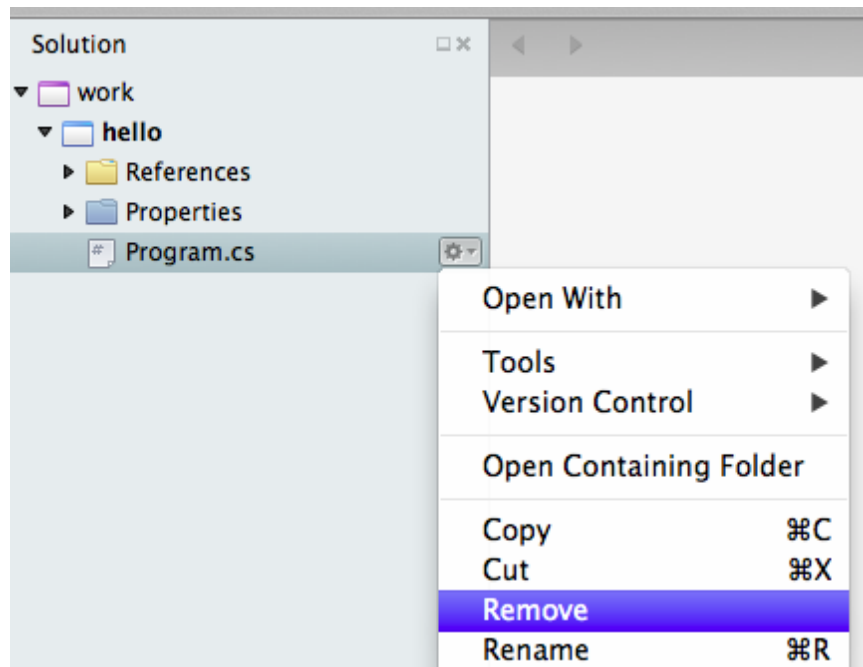 Solution
work
hello
References
Properties
Program.cs
Open With
Tools
Version Control
Open Containing Folder
Copy ⌘C
Cut ⌘X
Remove
Rename ⌘R